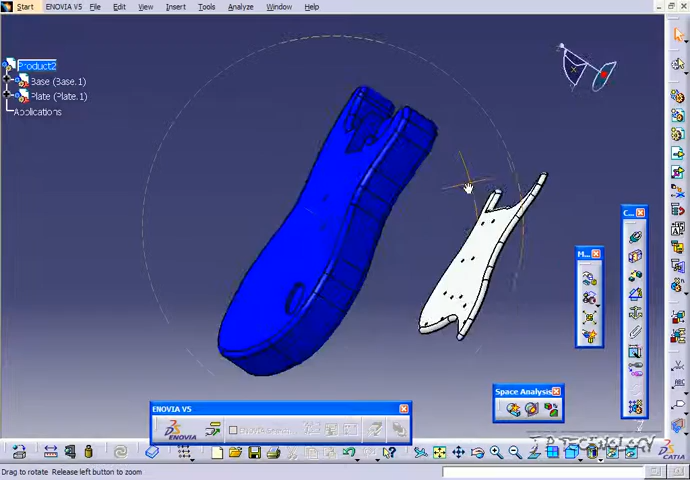 Start ENOVIA V5 File Edit View Insert Tools Analyze Window Help
Product2
Base (Base.1)
Plate (Plate.1)
Applications
M...
C...
Space Analysis
ENOVIA V5
ENOVIA
TECHNOLOGY
CATIA
Drag to rotate Release left button to zoom